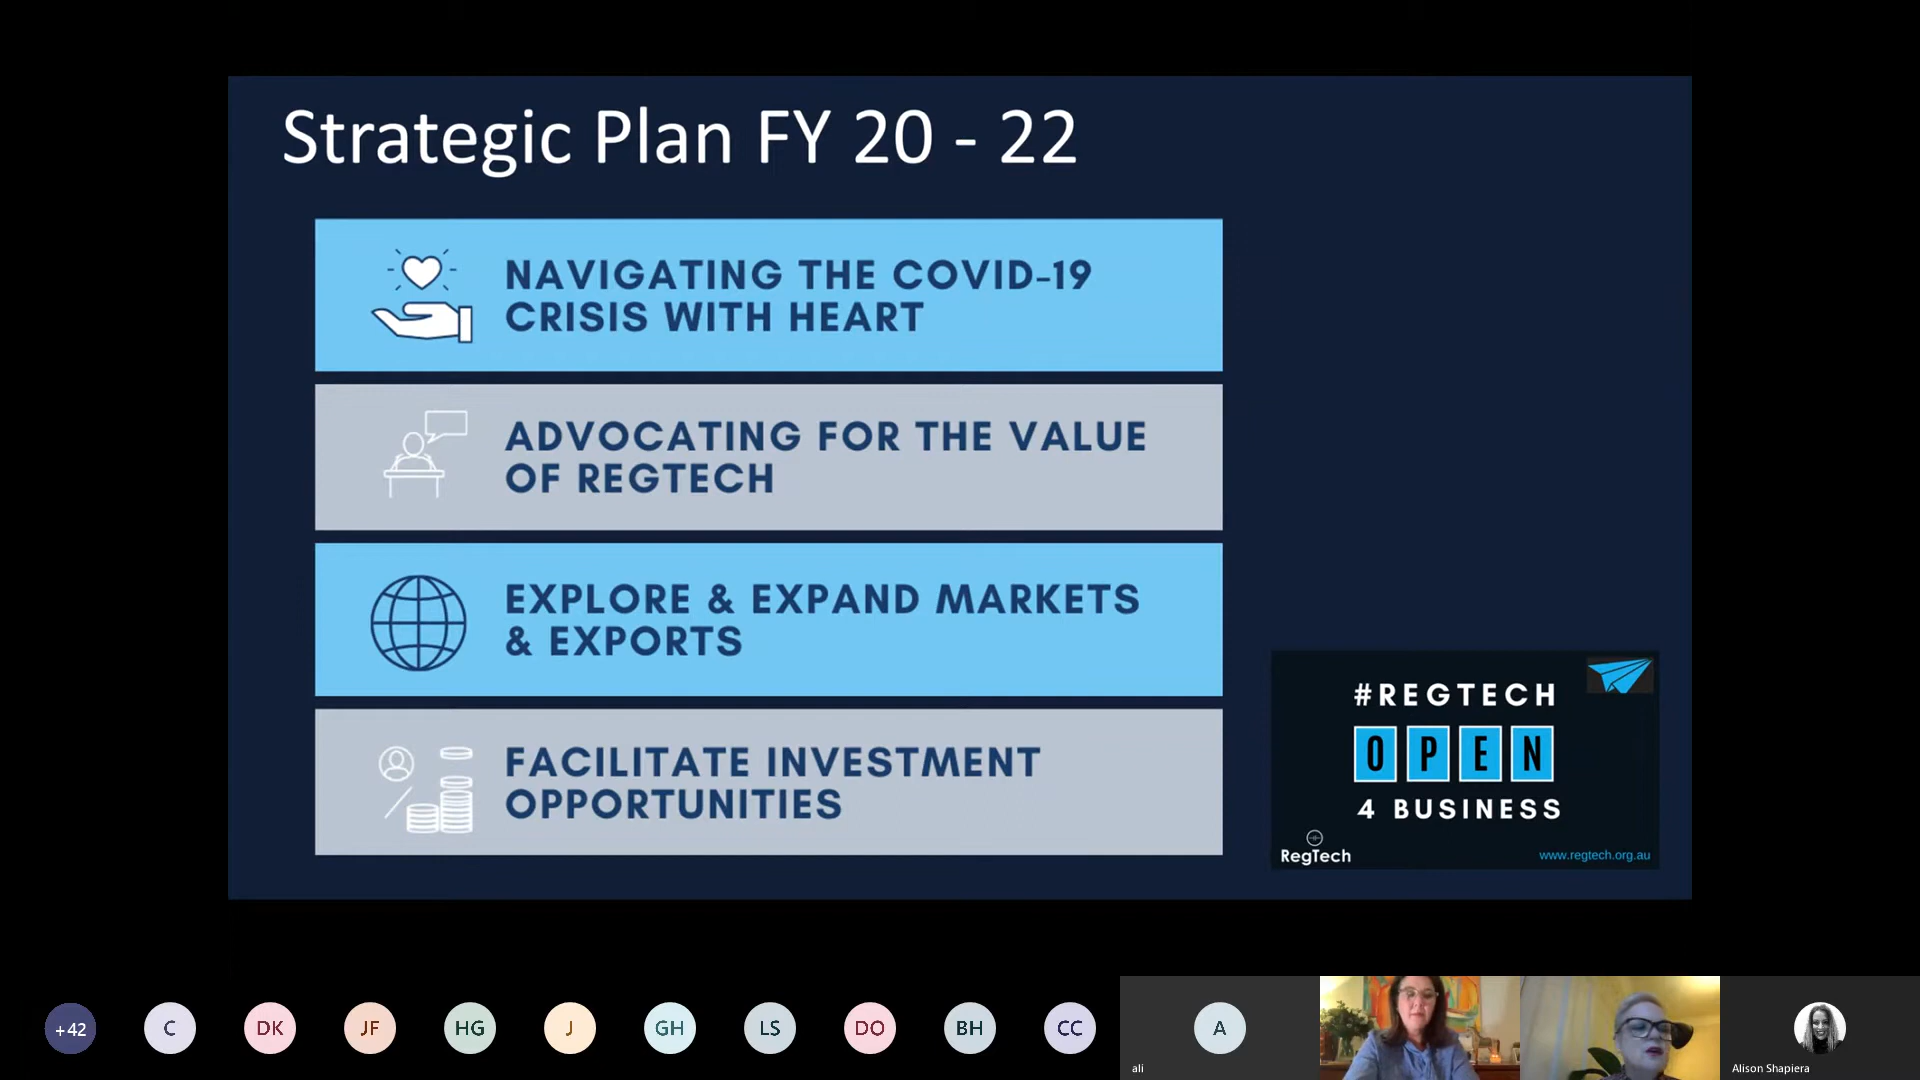 Strategic Plan FY 20 - 22
NAVIGATING THE COVID-19
CRISIS WITH HEART
ADVOCATING FOR THE VALUE
OF REGTECH
EXPLORE & EXPAND MARKETS
& EXPORTS
FACILITATE INVESTMENT
OPPORTUNITIES
#REGTECH
OPEN
4 BUSINESS
RegTech
www.regtech.org.au
+42
C
DK
JF
HG
J
GH
LS
DO
BH
CC
A
ali
Alison Shapiera